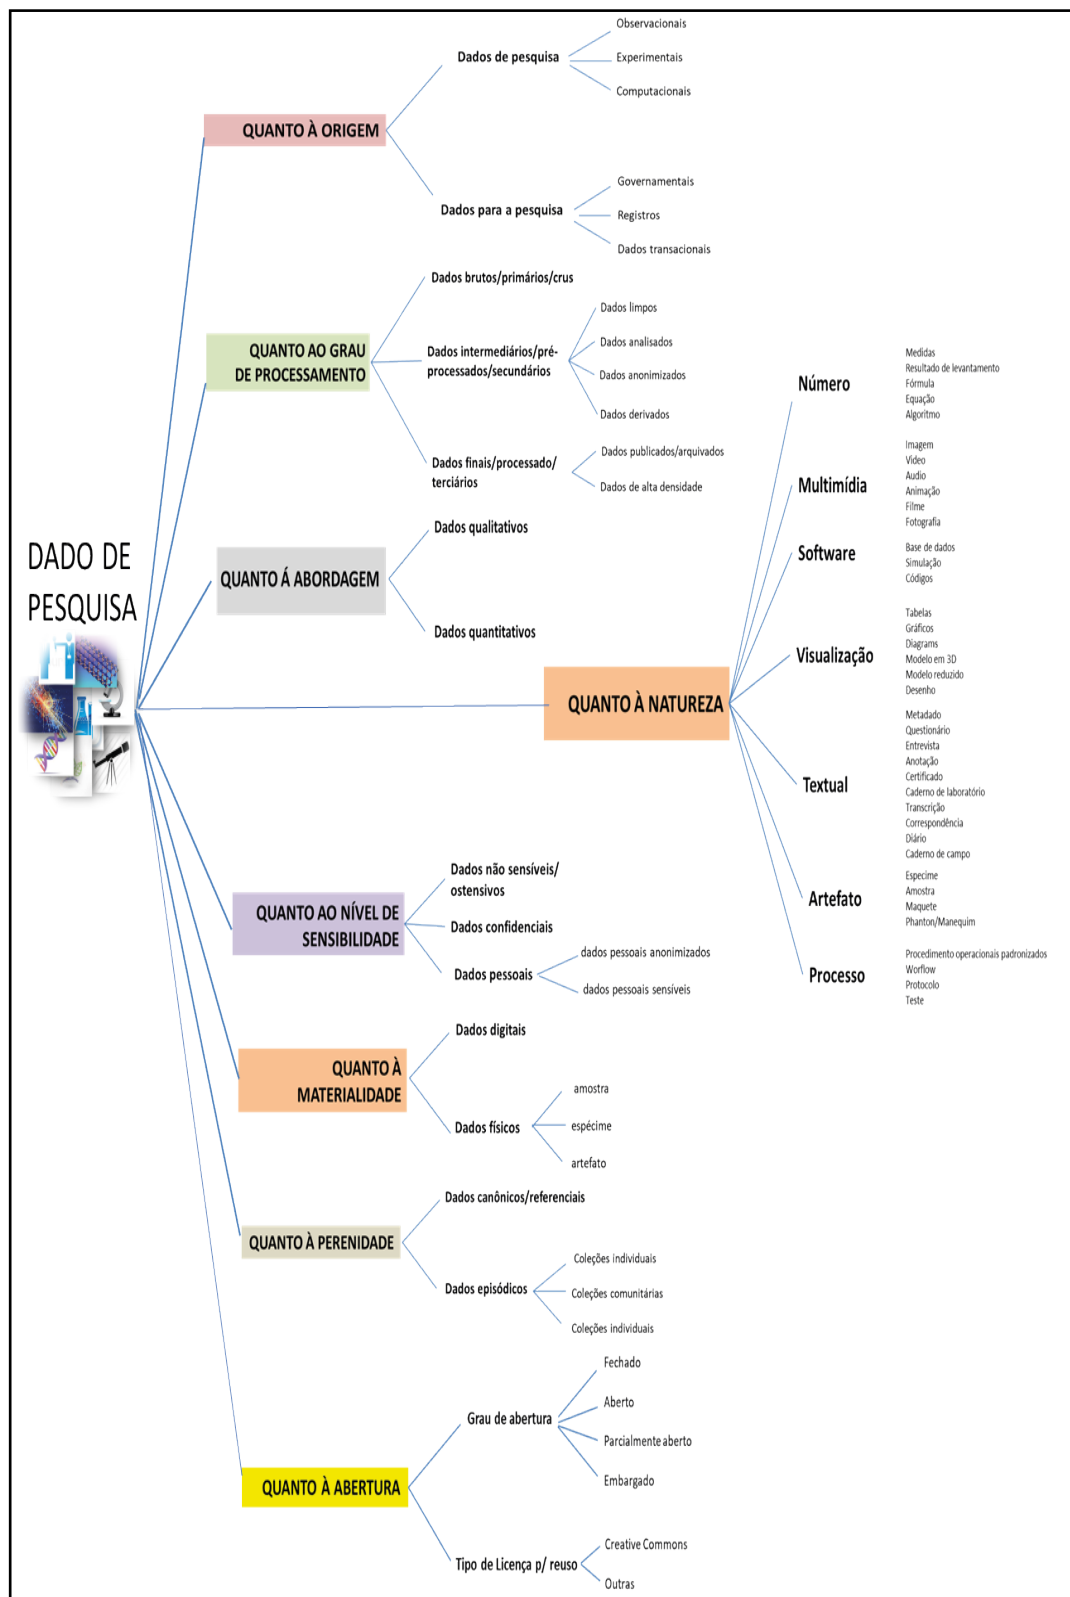 DADO DE
PESQUISA
QUANTO À ORIGEM
Dados de pesquisa
Observacionais
Experimentais
Computacionais
Dados para a pesquisa
Governamentais
Registros
Dados transacionais
QUANTO AO GRAU
DE PROCESSAMENTO
Dados brutos/primários/crus
Dados intermediários/pré-
processados/secundários
Dados limpos
Dados analisados
Dados anonimizados
Dados derivados
Dados finais/processado/
terciários
Dados publicados/arquivados
Dados de alta densidade
QUANTO Á ABORDAGEM
Dados qualitativos
Dados quantitativos
QUANTO À NATUREZA
Número
Medidas
Resultado de levantamento
Fórmula
Equação
Algoritmo
Multimídia
Imagem
Video
Audio
Animação
Filme
Fotografia
Software
Base de dados
Simulação
Códigos
Visualização
Tabelas
Gráficos
Diagrams
Modelo em 3D
Modelo reduzido
Desenho
Textual
Metadado
Questionário
Entrevista
Anotação
Certificado
Caderno de laboratório
Transcrição
Correspondência
Diário
Caderno de campo
Artefato
Especime
Amostra
Maquete
Phanton/Manequim
Processo
Procedimento operacionais padronizados
Worflow
Protocolo
Teste
QUANTO AO NÍVEL DE
SENSIBILIDADE
Dados não sensíveis/
ostensivos
Dados confidenciais
Dados pessoais
dados pessoais anonimizados
dados pessoais sensíveis
QUANTO À
MATERIALIDADE
Dados digitais
Dados físicos
amostra
espécime
artefato
QUANTO À PERENIDADE
Dados canônicos/referenciais
Dados episódicos
Coleções individuais
Coleções comunitárias
Coleções individuais
QUANTO À ABERTURA
Grau de abertura
Fechado
Aberto
Parcialmente aberto
Embargado
Tipo de Licença p/ reuso
Creative Commons
Outras